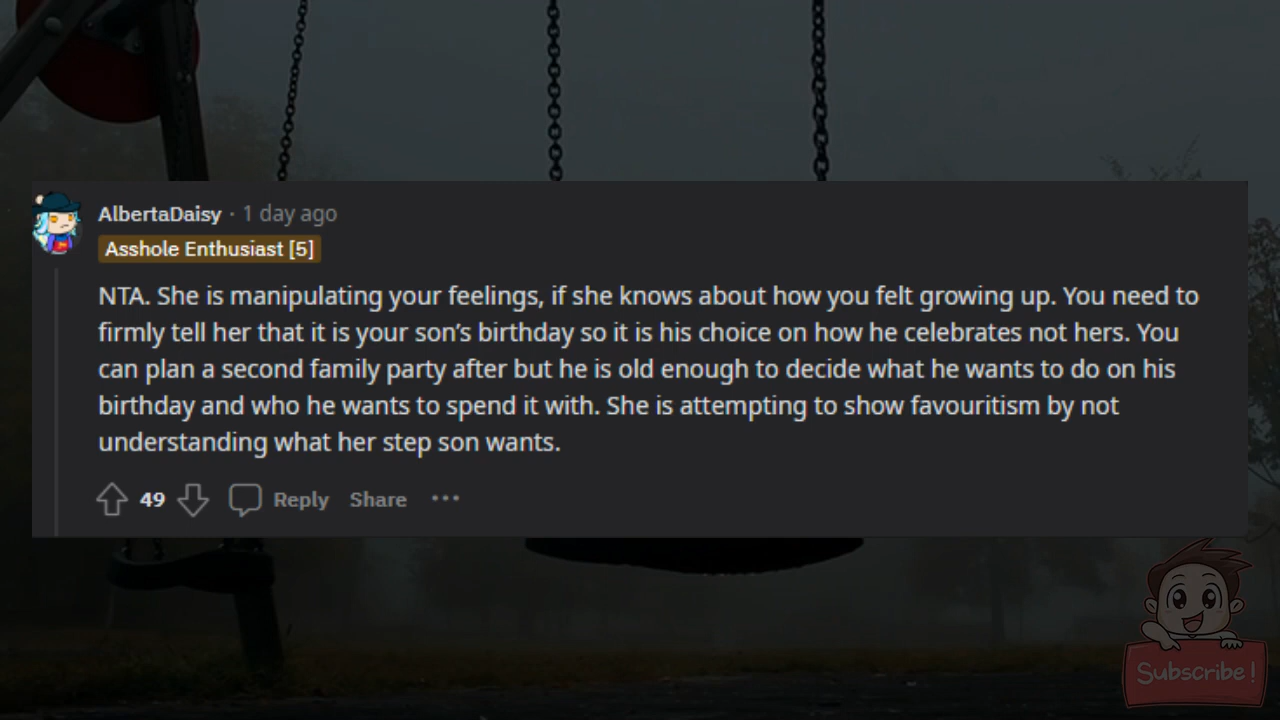 AlbertaDaisy · 1 day ago
Asshole Enthusiast [5]
NTA. She is manipulating your feelings, if she knows about how you felt growing up. You need to
firmly tell her that it is your son’s birthday so it is his choice on how he celebrates not hers. You
can plan a second family party after but he is old enough to decide what he wants to do on his
birthday and who he wants to spend it with. She is attempting to show favouritism by not
understanding what her step son wants.
49 Reply Share ···
Subscribe!